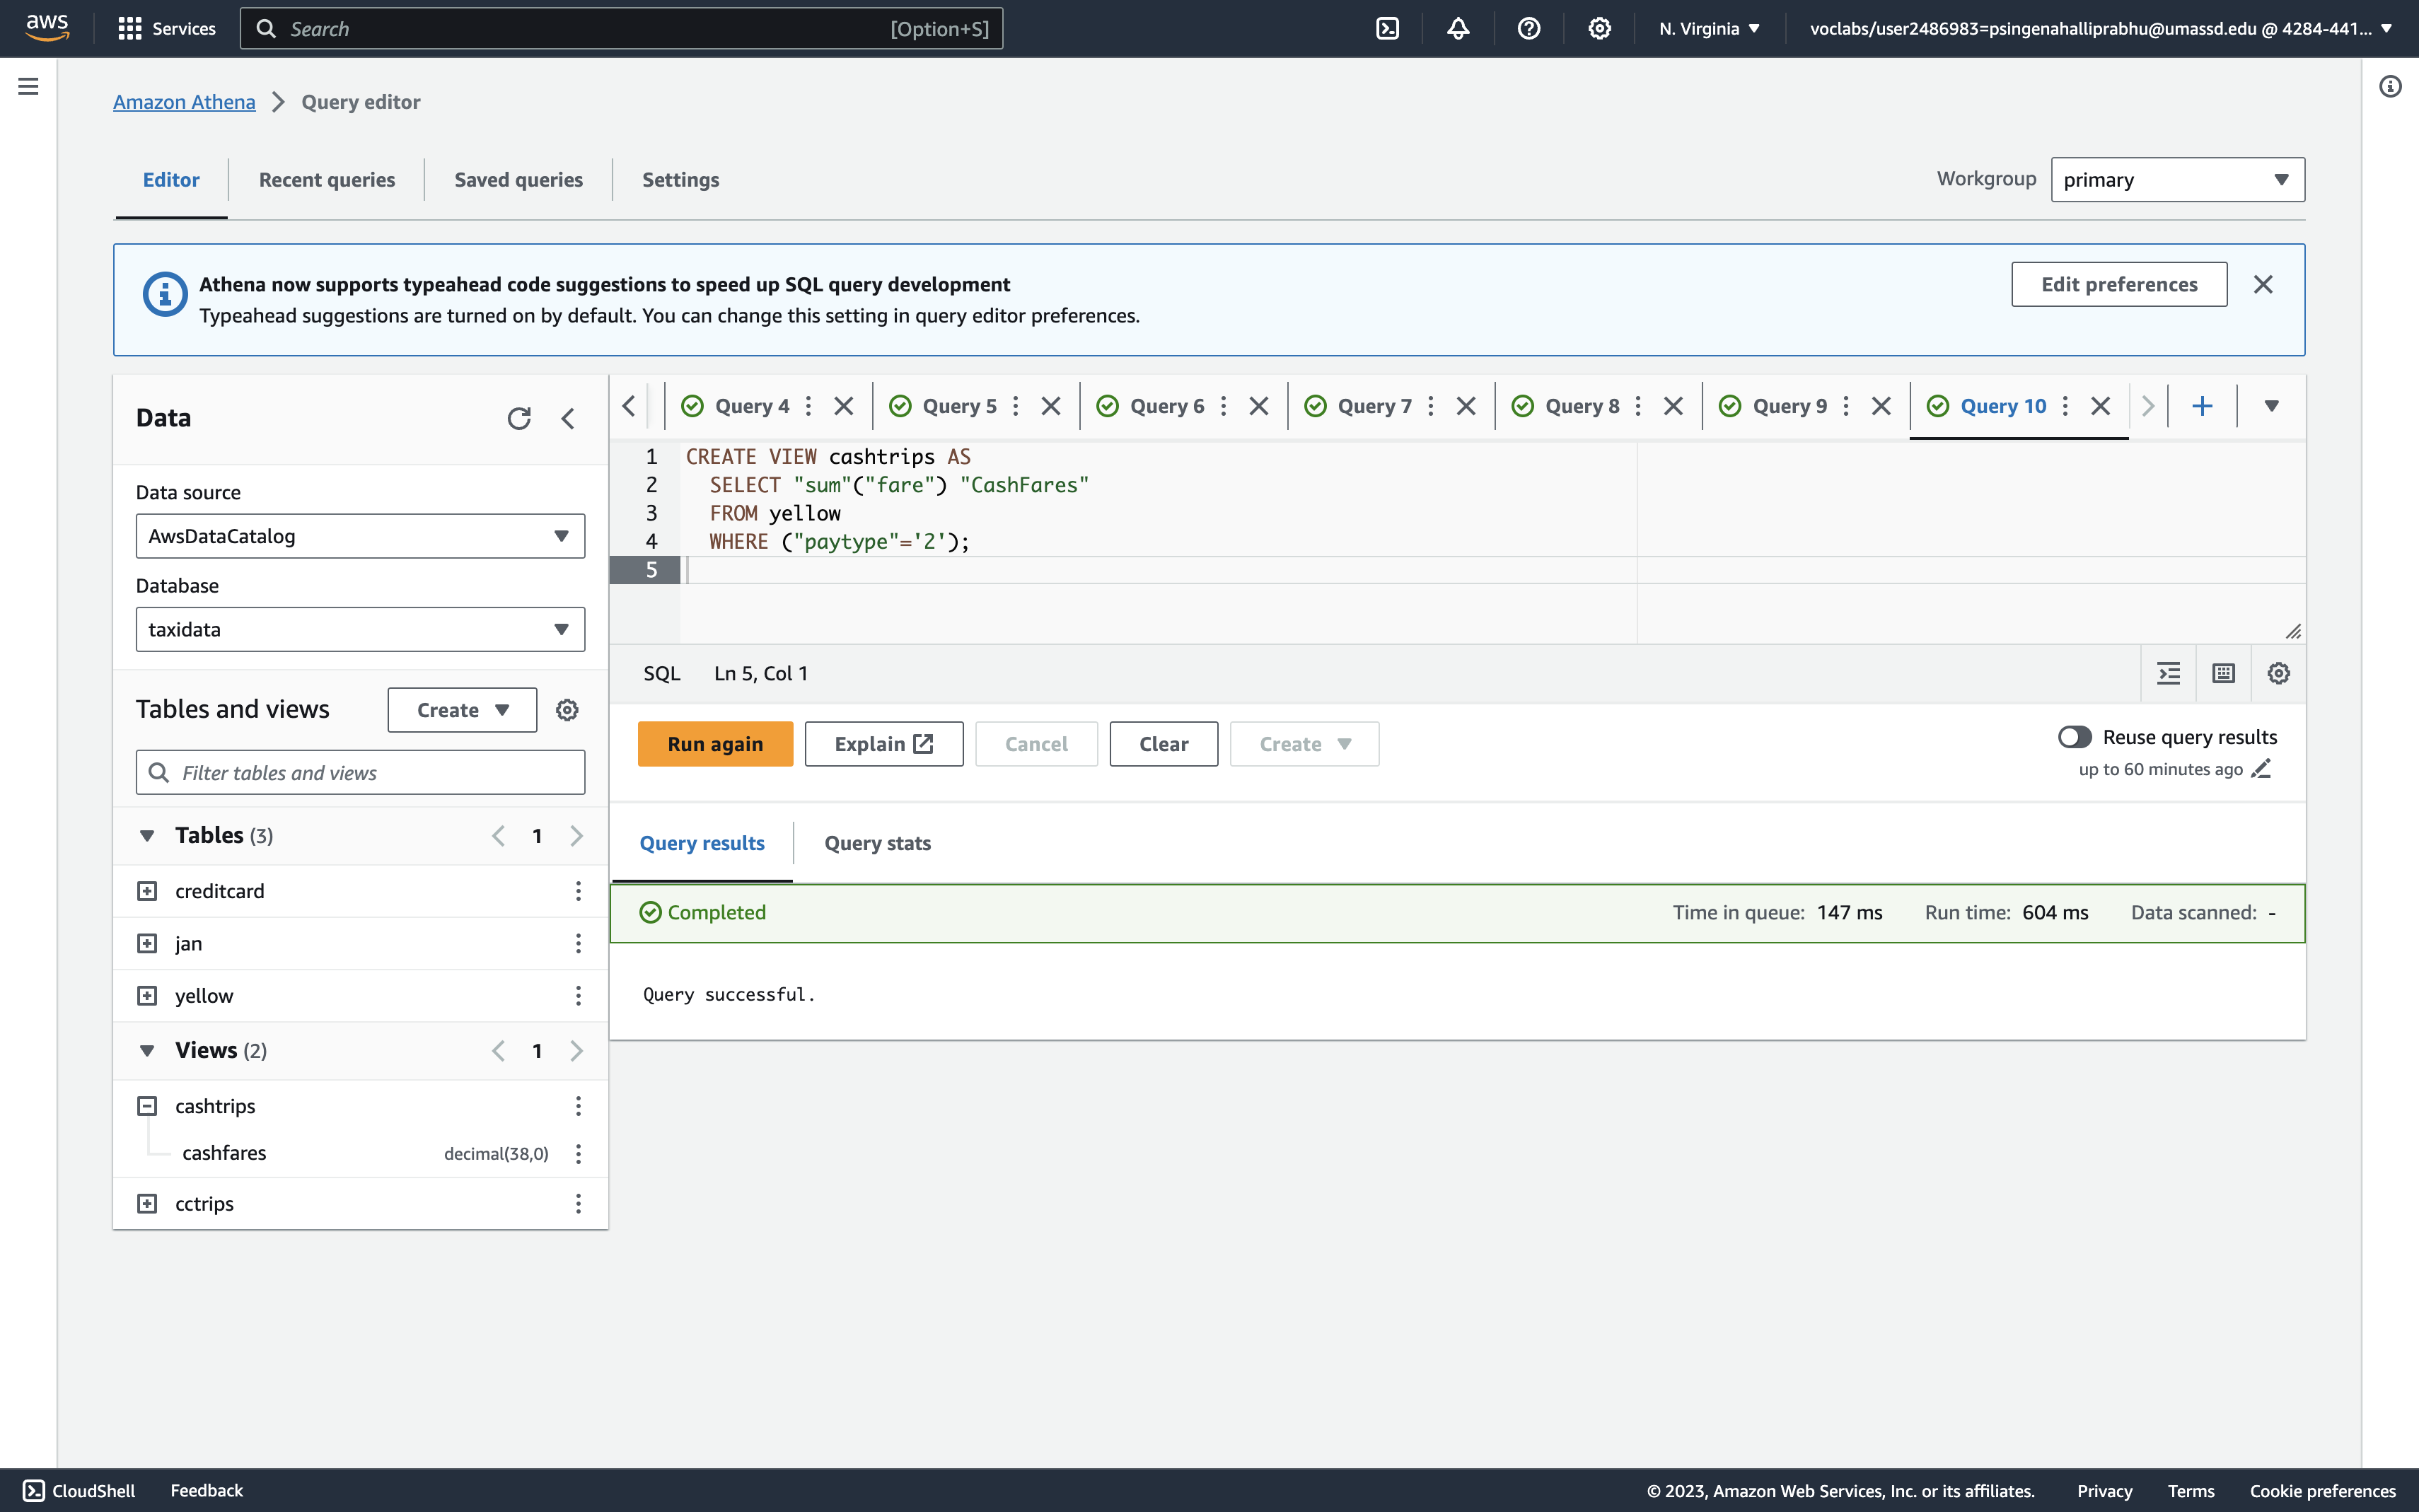 aws
Services
Search [Option+S]
N. Virginia
voclabs/user2486983=psingenahalliprabhu@umassd.edu @ 4284-441...
Amazon Athena
Query editor
Editor
Recent queries
Saved queries
Settings
Workgroup
primary
Athena now supports typeahead code suggestions to speed up SQL query development
Typeahead suggestions are turned on by default. You can change this setting in query editor preferences.
Edit preferences
Data
Data source
AwsDataCatalog
Database
taxidata
Tables and views
Create
Filter tables and views
Tables (3)
1
creditcard
jan
yellow
Views (2)
1
cashtrips
cashfares decimal(38,0)
cctrips
Query 4
Query 5
Query 6
Query 7
Query 8
Query 9
Query 10
1 CREATE VIEW cashtrips AS
2 SELECT "sum"("fare") "CashFares"
3 FROM yellow
4 WHERE ("paytype"='2');
5
SQL
Ln 5, Col 1
Run again
Explain
Cancel
Clear
Create
Reuse query results
up to 60 minutes ago
Query results
Query stats
Completed
Time in queue: 147 ms
Run time: 604 ms
Data scanned: -
Query successful.
CloudShell
Feedback
© 2023, Amazon Web Services, Inc. or its affiliates.
Privacy
Terms
Cookie preferences